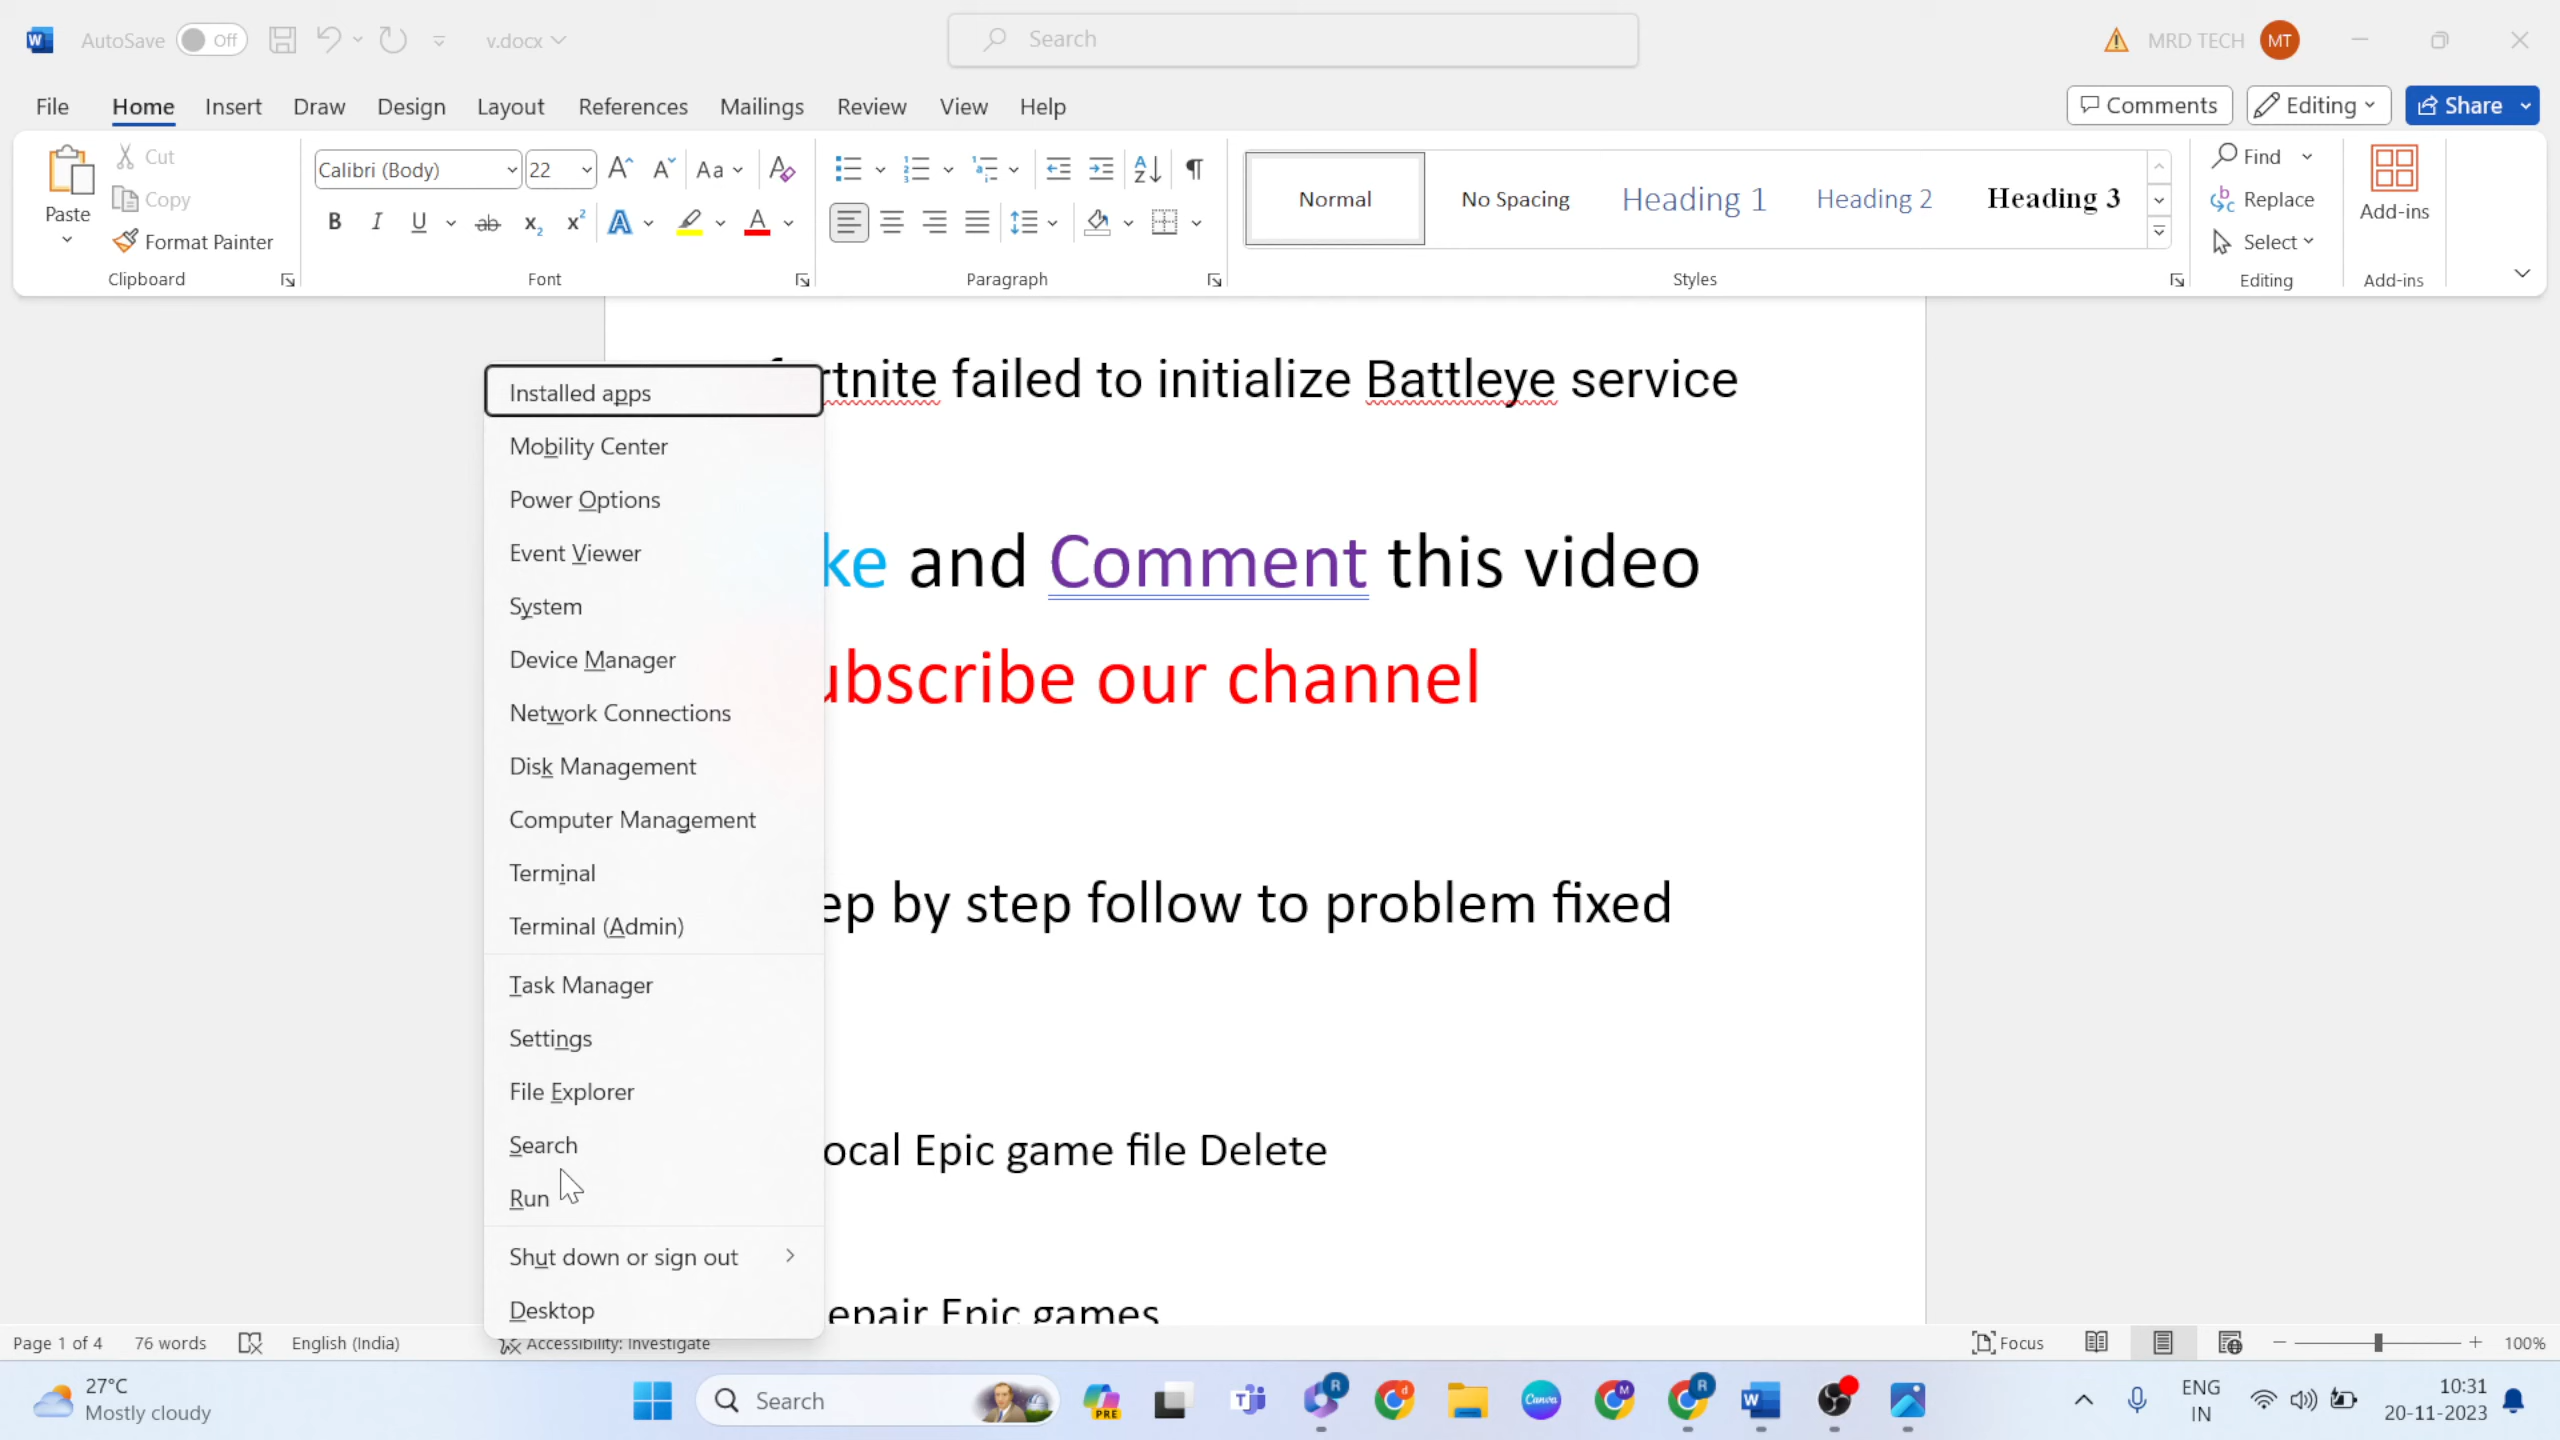 AutoSave Off v.docx Search MRD TECH MT
File Home Insert Draw Design Layout References Mailings Review View Help Comments Editing Share
Paste Cut Copy Format Painter Clipboard
Calibri (Body) 22 Aa
Font
Paragraph
Normal No Spacing Heading 1 Heading 2 Heading 3
Styles
Find
Replace
Select
Editing
Add-ins
Add-ins
failed to initialize Battleye service
and Comment this video
our channel
by step follow to problem fixed
Epic game file Delete
Epic games
Installed apps
Mobility Center
Power Options
Event Viewer
System
Device Manager
Network Connections
Disk Management
Computer Management
Terminal
Terminal (Admin)
Task Manager
Settings
File Explorer
Search
Run
Shut down or sign out
Desktop
Page 1 of 4 76 words English (India) Accessibility: Investigate Focus 100%
27°C
Mostly cloudy
Search
PRE
Canva
ENG
IN
10:31
20-11-2023